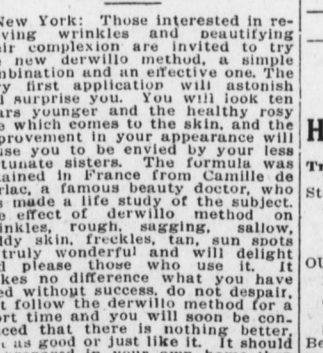 New York: Those interested in re-
ving wrinkles and beautifying
ir complexion are invited to try
new derwillo method, a simple
bination and an effective one. The
y first application will astonish
surprise you. You will look ten
ars younger and the healthy rosy
e which comes to the skin, and the
provement in your appearance will
use you to be envied by your less
tunate sisters. The formula was
ained in France from Camille de
rlac, a famous beauty doctor, who
s made a life study of the subject.
e effect of derwillo method on
inkles, rough, sagging, sallow,
ddy skin, freckles, tan, sun spots
truly wonderful and will delight
d please those who use it. It
kes no difference what you have
ed without success, do not despair,
t follow the derwillo method for a
ort time and you will soon be con-
ced that there is nothing better,
as good or just like it. It should
H
Tr
St
OU
Be